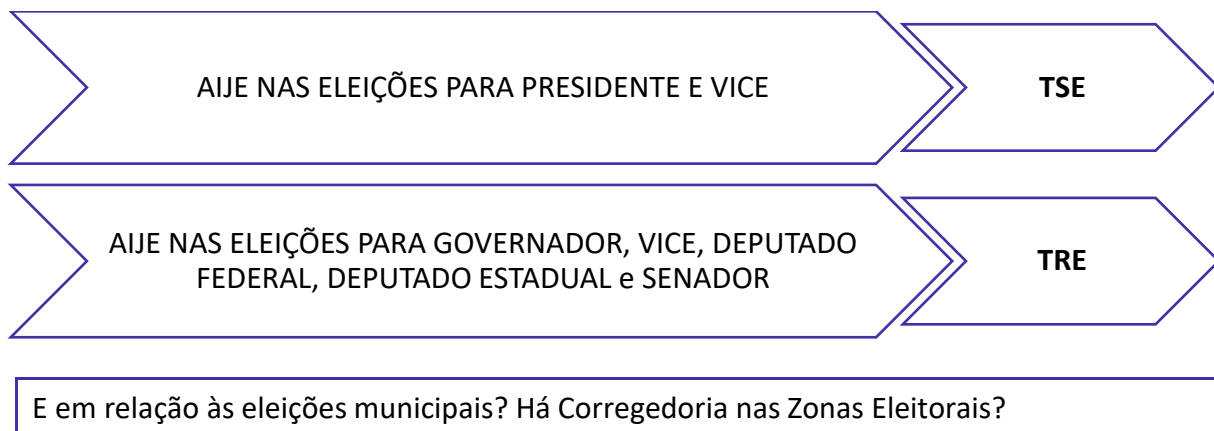 AIJE NAS ELEIÇÕES PARA PRESIDENTE E VICE
TSE
AIJE NAS ELEIÇÕES PARA GOVERNADOR, VICE, DEPUTADO
FEDERAL, DEPUTADO ESTADUAL e SENADOR
TRE
E em relação às eleições municipais? Há Corregedoria nas Zonas Eleitorais?